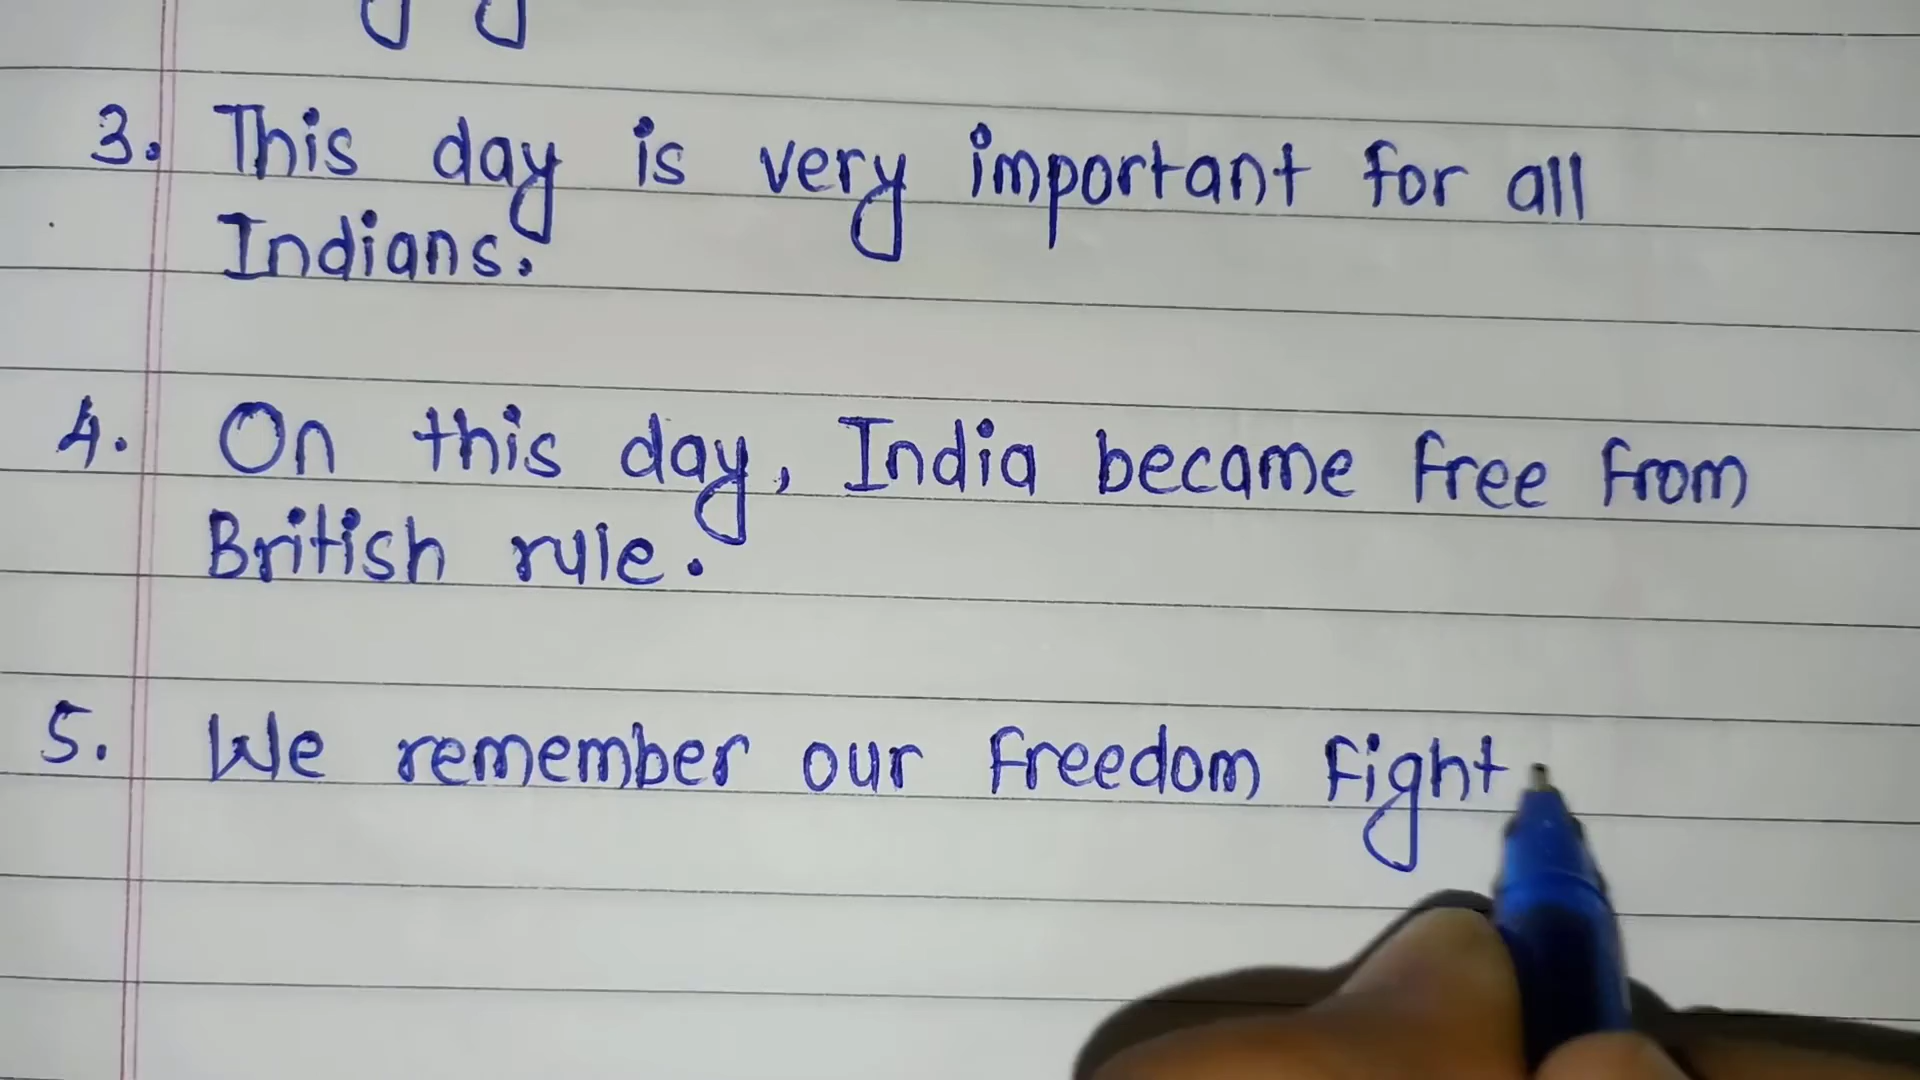 3. This day is very important for all
Indians.
4. On this day, India became free from
British rule.
5. We remember our freedom fight